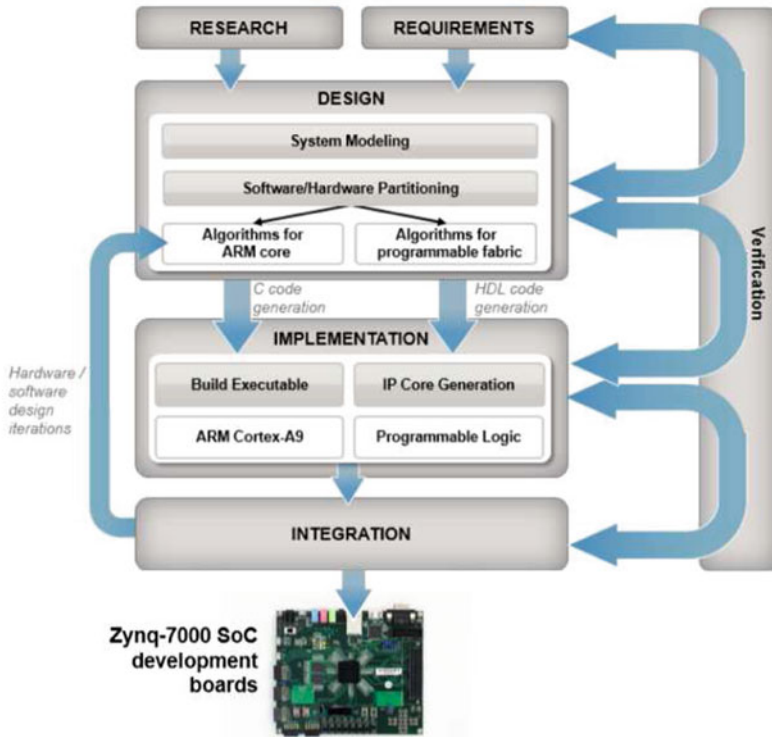 RESEARCH
REQUIREMENTS
DESIGN
System Modeling
Software/Hardware Partitioning
Algorithms for
ARM core
Algorithms for
programmable fabric
C code
generation
HDL code
generation
Verification
IMPLEMENTATION
Hardware /
software
design
iterations
Build Executable
IP Core Generation
ARM Cortex-A9
Programmable Logic
INTEGRATION
Zynq-7000 SoC
development
boards